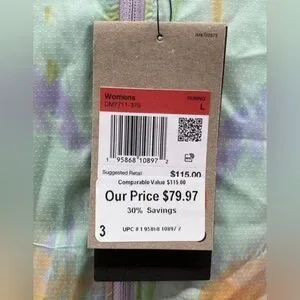 Womens
RUNNING
DM7711-379
L
1 95868 10897 2
Suggested Retail
$115.00
Comparable Value $115.00
Our Price $79.97
30% Savings
3
UPC # 1 95868 10897 2